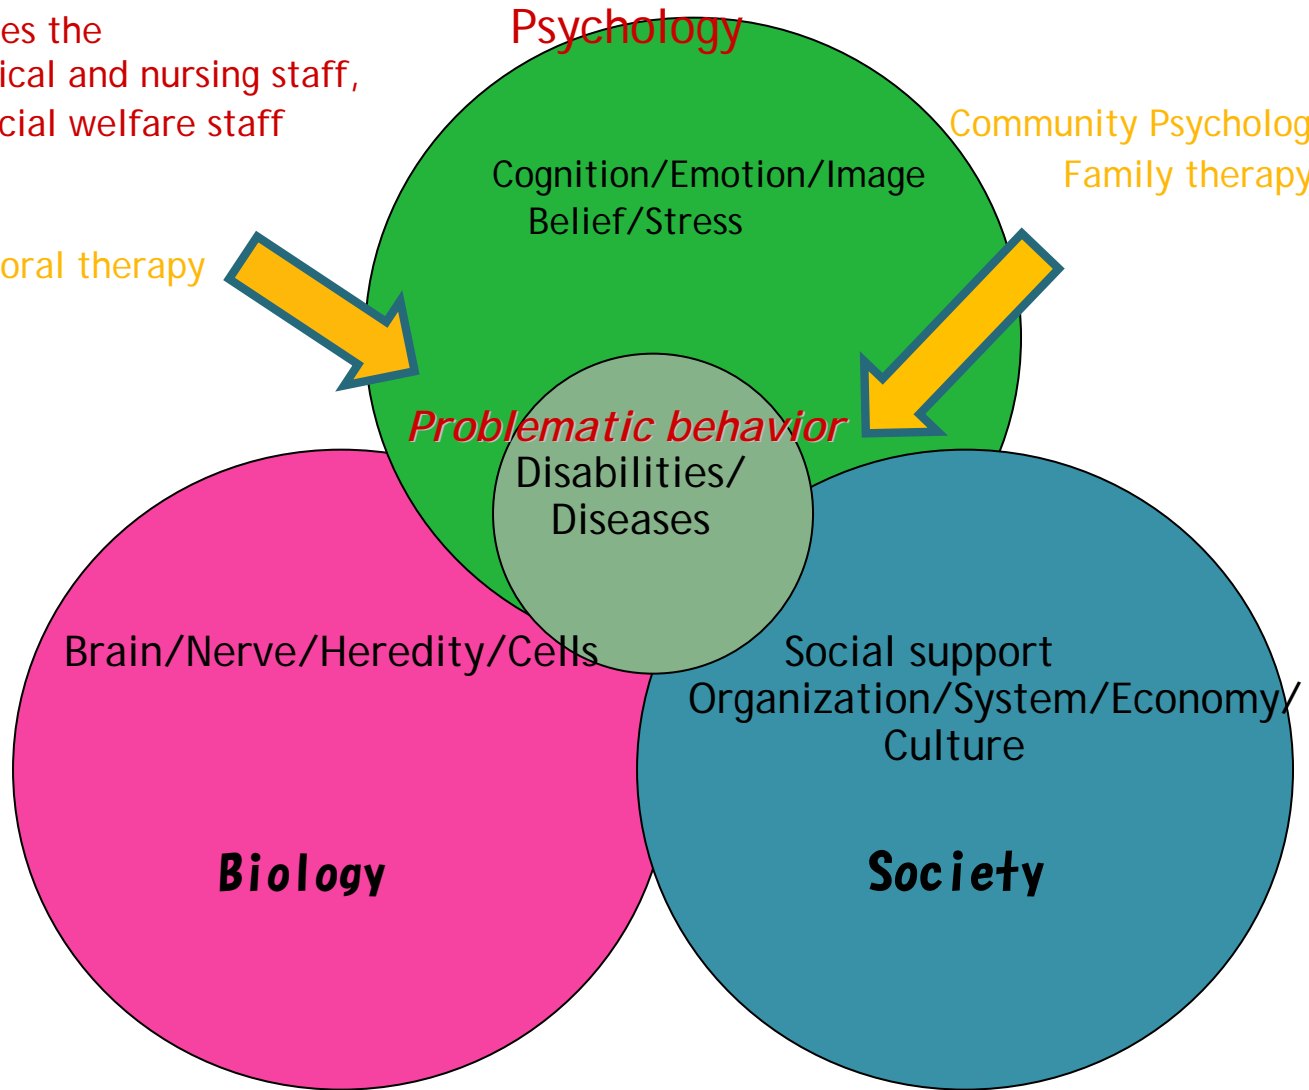 Psychology
es the
ical and nursing staff,
cial welfare staff
Community Psycholog
Family therapy
Cognition/Emotion/Image
Belief/Stress
oral therapy
Problematic behavior
Disabilities/
Diseases
Brain/Nerve/Heredity/Cells
Social support
Organization/System/Economy/
Culture
Biology
Society